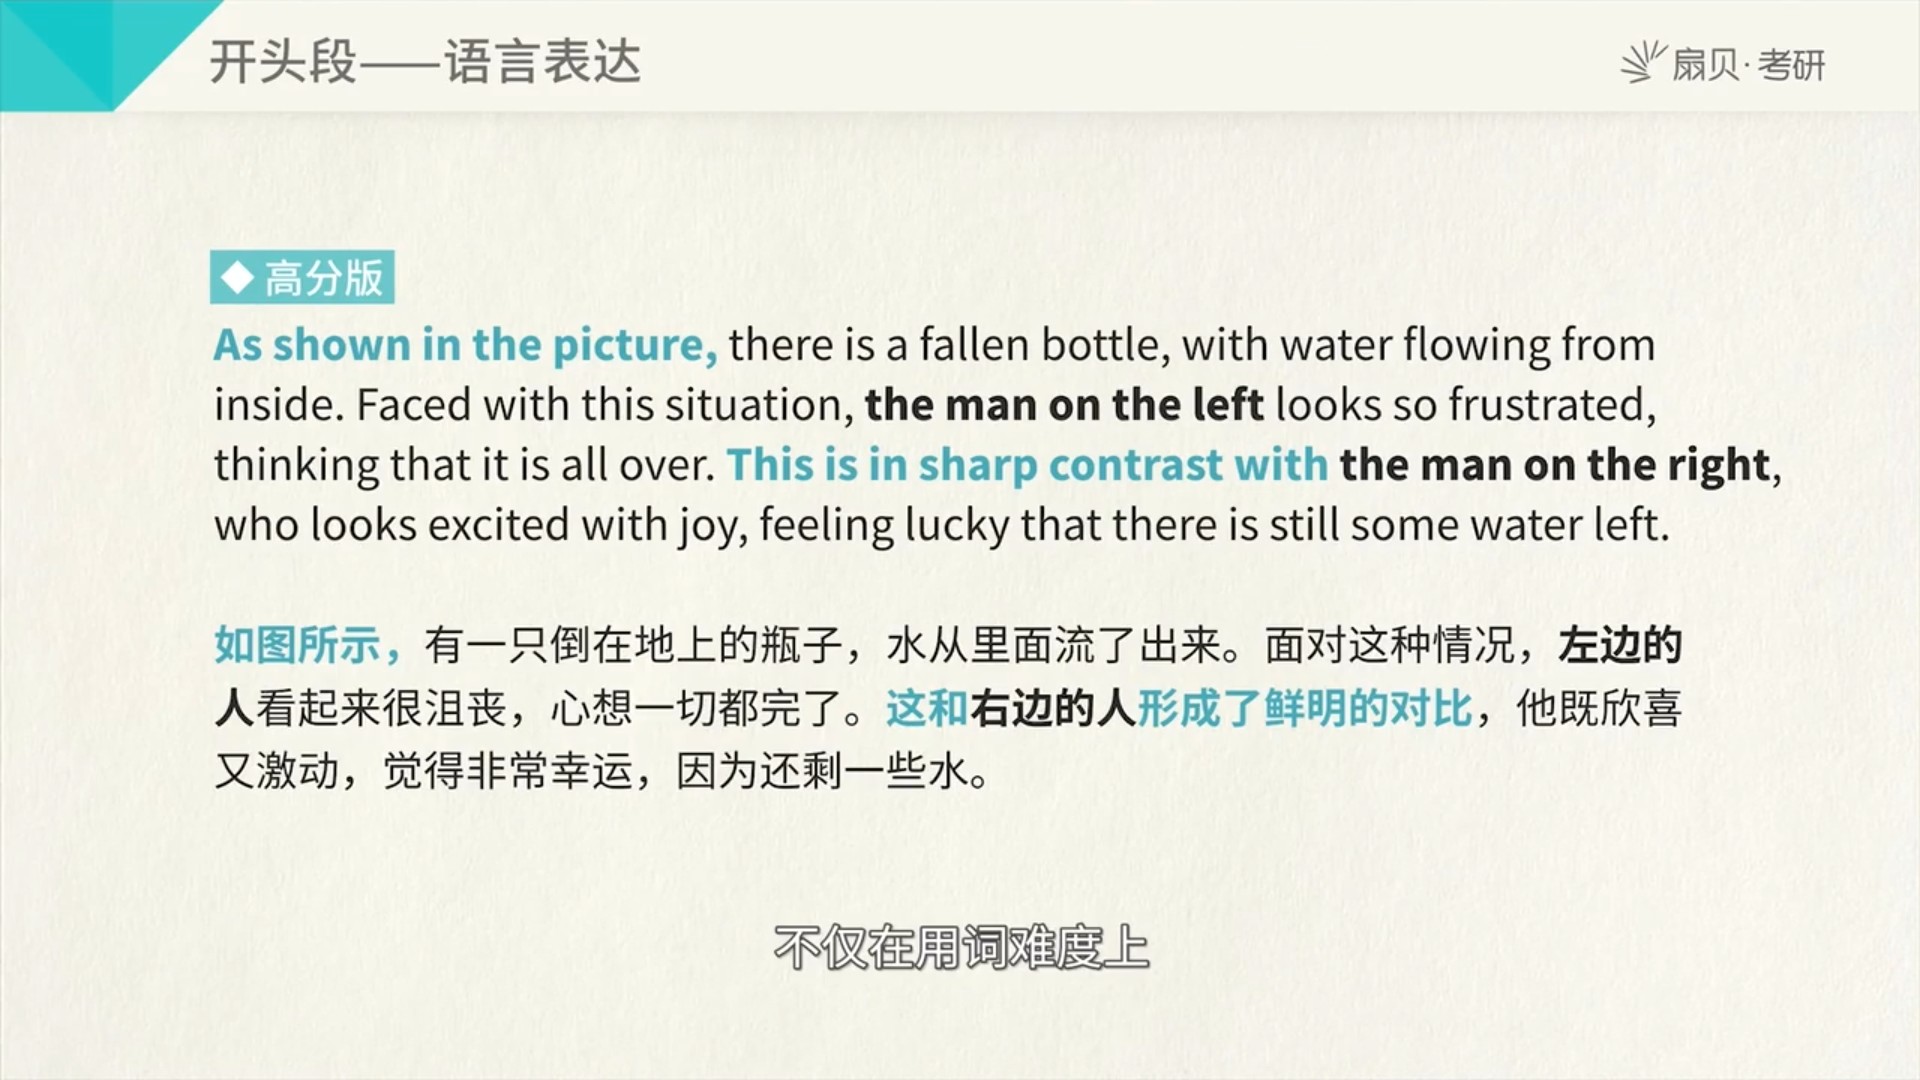 开头段——语言表达
扇贝·考研
◆ 高分版
As shown in the picture, there is a fallen bottle, with water flowing from
inside. Faced with this situation, the man on the left looks so frustrated,
thinking that it is all over. This is in sharp contrast with the man on the right,
who looks excited with joy, feeling lucky that there is still some water left.
如图所示，有一只倒在地上的瓶子，水从里面流了出来。面对这种情况，左边的
人看起来很沮丧，心想一切都完了。这和右边的人形成了鲜明的对比，他既欣喜
又激动，觉得非常幸运，因为还剩一些水。
不仅在用词难度上